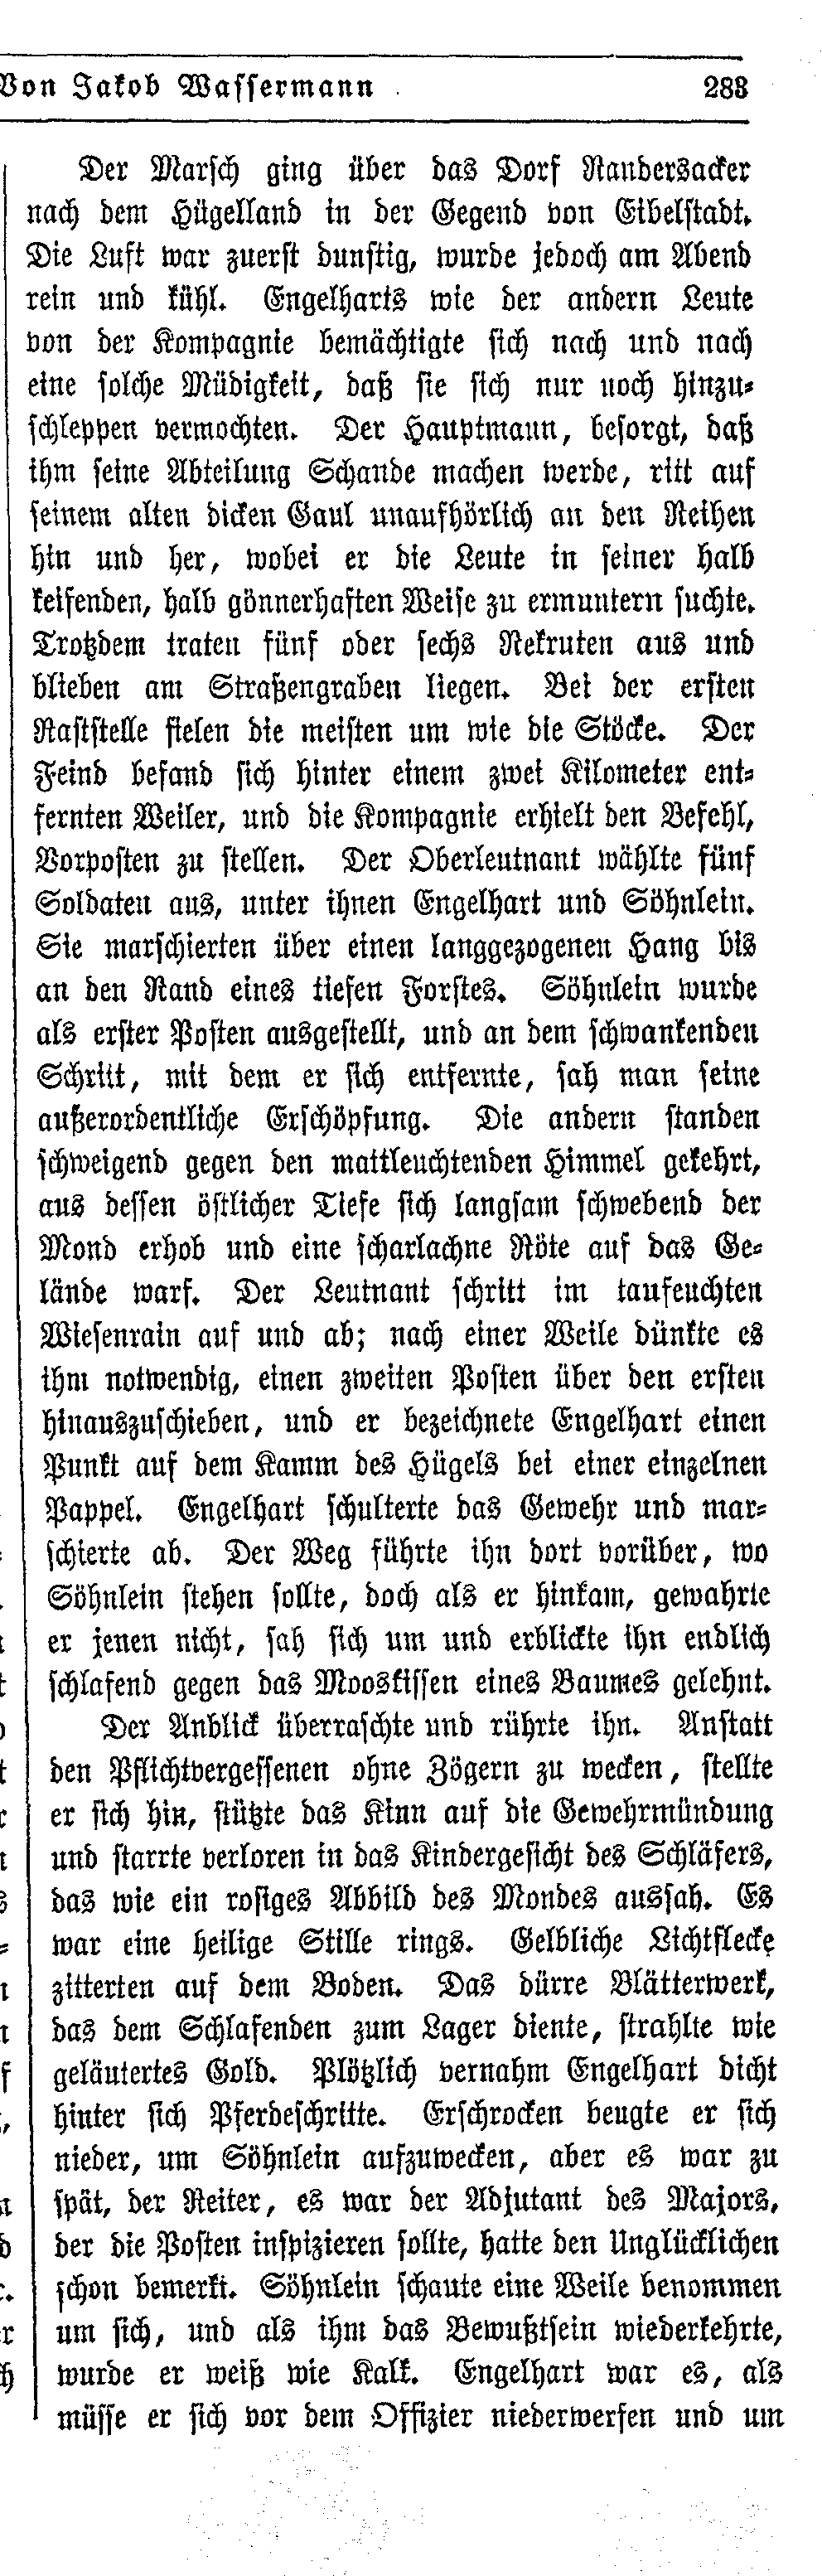 Von Jakob Wassermann 283
Der Marsch ging über das Dorf Randersacker
nach dem Hügelland in der Gegend von Eibelstadt.
Die Luft war zuerst dunstig, wurde jedoch am Abend
rein und kühl. Engelharts wie der andern Leute
von der Kompagnie bemächtigte sich nach und nach
eine solche Müdigkeit, daß sie sich nur noch hinzu-
schleppen vermochten. Der Hauptmann, besorgt, daß
ihm seine Abteilung Schande machen werde, ritt auf
seinem alten dicken Gaul unaufhörlich an den Reihen
hin und her, wobei er die Leute in seiner halb
keifenden, halb gönnerhaften Weise zu ermuntern suchte.
Trotzdem traten fünf oder sechs Rekruten aus und
blieben am Straßengraben liegen. Bei der ersten
Raststelle fielen die meisten um wie die Stöcke. Der
Feind befand sich hinter einem zwei Kilometer ent-
fernten Weiler, und die Kompagnie erhielt den Befehl,
Vorposten zu stellen. Der Oberleutnant wählte fünf
Soldaten aus, unter ihnen Engelhart und Söhnlein.
Sie marschierten über einen langgezogenen Hang bis
an den Rand eines tiefen Forstes. Söhnlein wurde
als erster Posten ausgestellt, und an dem schwankenden
Schritt, mit dem er sich entfernte, sah man seine
außerordentliche Erschöpfung. Die andern standen
schweigend gegen den mattleuchtenden Himmel gekehrt,
aus dessen östlicher Tiefe sich langsam schwebend der
Mond erhob und eine scharlachne Röte auf das Ge-
lände warf. Der Leutnant schritt im taufeuchten
Wiesenrain auf und ab; nach einer Weile dünkte es
ihm notwendig, einen zweiten Posten über den ersten
hinauszuschieben, und er bezeichnete Engelhart einen
Punkt auf dem Kamm des Hügels bei einer einzelnen
Pappel. Engelhart schulterte das Gewehr und mar-
schierte ab. Der Weg führte ihn dort vorüber, wo
Söhnlein stehen sollte, doch als er hinkam, gewahrte
er jenen nicht, sah sich um und erblickte ihn endlich
schlafend gegen das Mooskissen eines Baumes gelehnt.
Der Anblick überraschte und rührte ihn. Anstatt
den Pflichtvergessenen ohne Zögern zu wecken, stellte
er sich hin, stützte das Kinn auf die Gewehrmündung
und starrte verloren in das Kindergesicht des Schläfers,
das wie ein rosiges Abbild des Mondes aussah. Es
war eine heilige Stille rings. Gelbliche Lichtflecke
zitterten auf dem Boden. Das dürre Blätterwerk,
das dem Schlafenden zum Lager diente, strahlte wie
geläutertes Gold. Plötzlich vernahm Engelhart dicht
hinter sich Pferdeschritte. Erschrocken beugte er sich
nieder, um Söhnlein aufzuwecken, aber es war zu
spät, der Reiter, es war der Adjutant des Majors,
der die Posten inspizieren sollte, hatte den Unglücklichen
schon bemerkt. Söhnlein schaute eine Weile benommen
um sich, und als ihm das Bewußtsein wiederkehrte,
wurde er weiß wie Kalk. Engelhart war es, als
müsse er sich vor dem Offizier niederwerfen und um